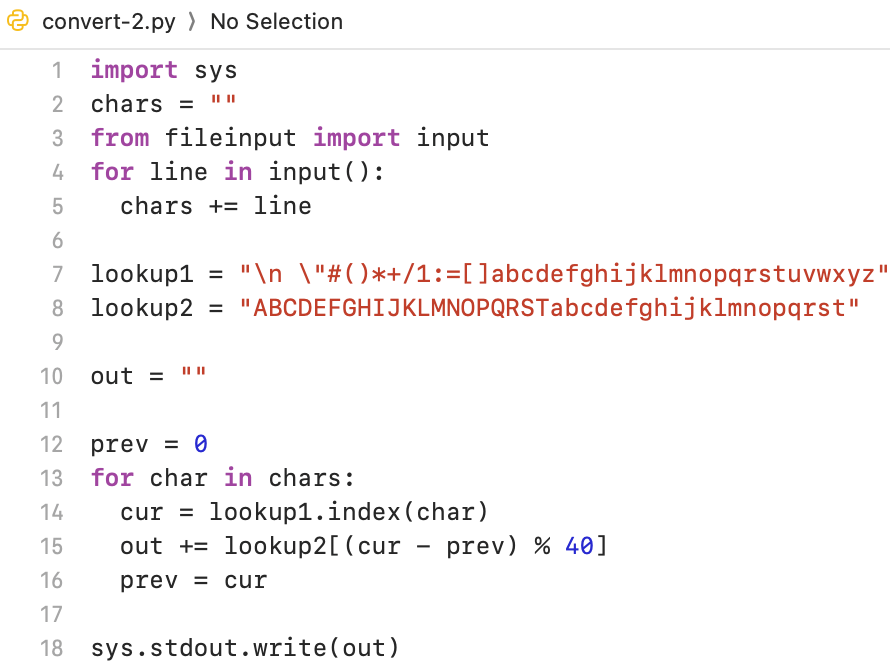 convert-2.py 〉 No Selection
1 import sys
2 chars = ""
3 from fileinput import input
4 for line in input():
5   chars += line
6
7 lookup1 = "\n \"#()*+/1:=[]abcdefghijklmnopqrstuvwxyz"
8 lookup2 = "ABCDEFGHIJKLMNOPQRSTabcdefghijklmnopqrst"
9
10 out = ""
11
12 prev = 0
13 for char in chars:
14   cur = lookup1.index(char)
15   out += lookup2[(cur - prev) % 40]
16   prev = cur
17
18 sys.stdout.write(out)